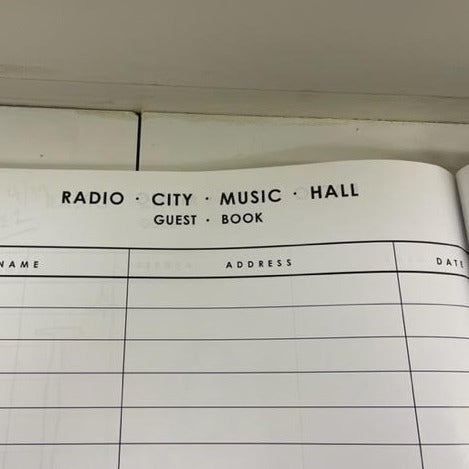 RADIO · CITY · MUSIC · HALL
GUEST · BOOK
NAME ADDRESS DATE